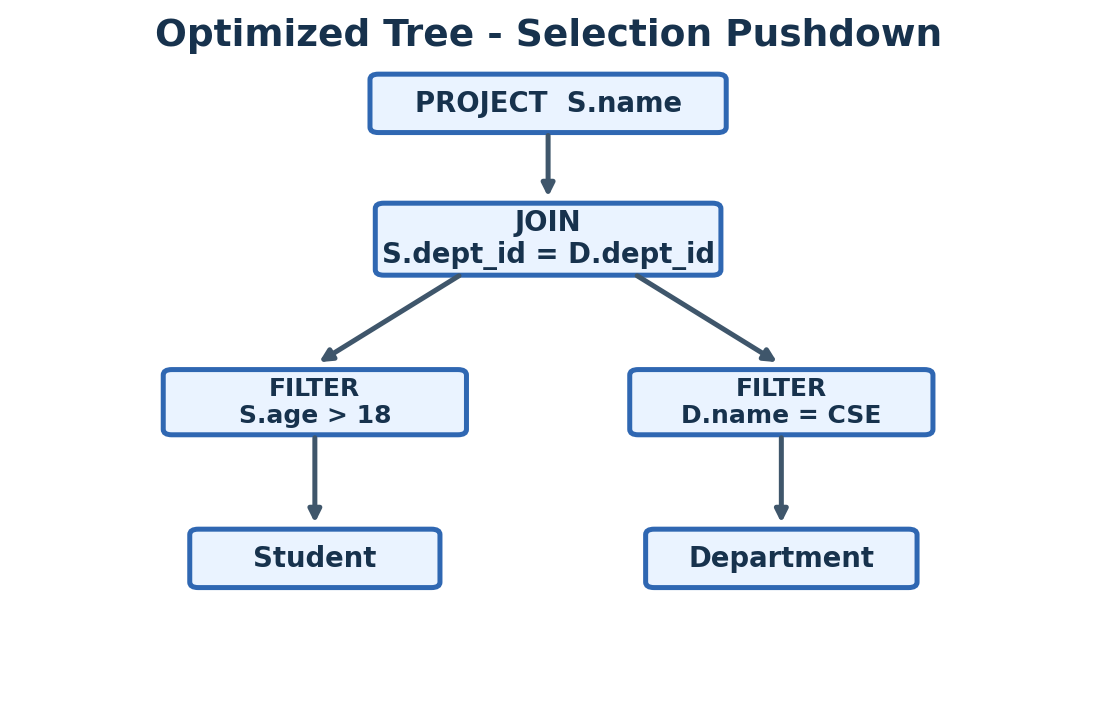 Optimized Tree - Selection Pushdown
PROJECT  S.name
JOIN
S.dept_id = D.dept_id
FILTER
S.age > 18
FILTER
D.name = CSE
Student
Department